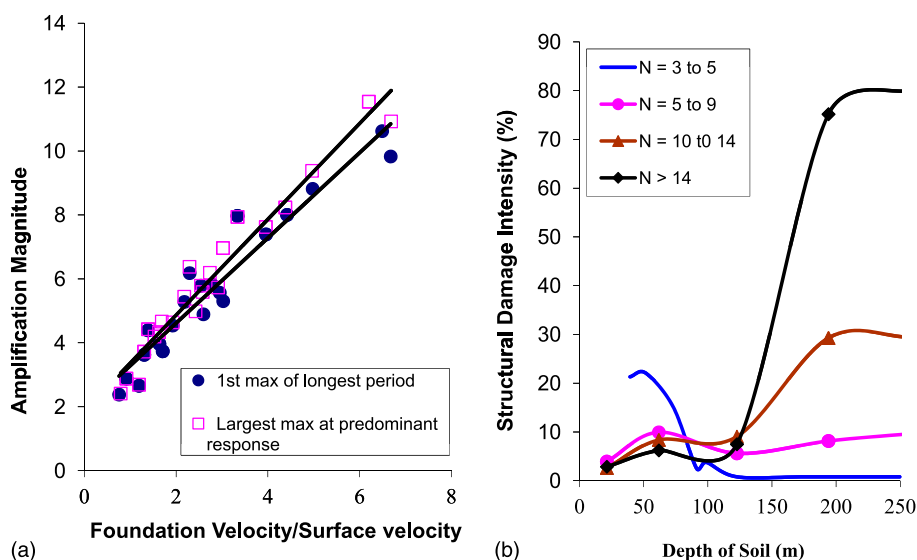 14
12
10
8
6
4
2
0
Amplification Magnitude
1st max of longest period
Largest max at predominant
response
0 2 4 6 8
Foundation Velocity/Surface velocity
(a)
90
80
70
60
50
40
30
20
10
0
Structural Damage Intensity (%)
N = 3 to 5
N = 5 to 9
N = 10 t0 14
N > 14
0 50 100 150 200 250
Depth of Soil (m)
(b)